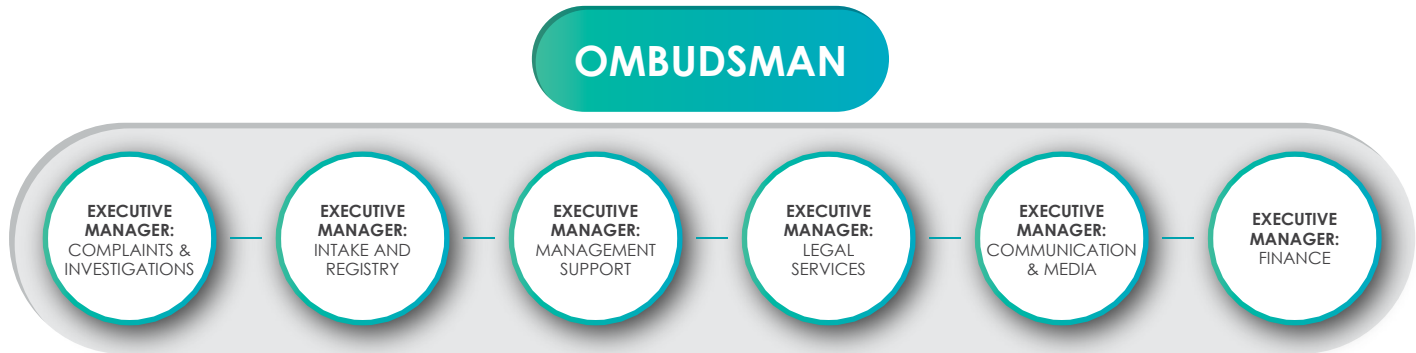 OMBUDSMAN
EXECUTIVE
MANAGER:
COMPLAINTS &
INVESTIGATIONS
EXECUTIVE
MANAGER:
INTAKE AND
REGISTRY
EXECUTIVE
MANAGER:
MANAGEMENT
SUPPORT
EXECUTIVE
MANAGER:
LEGAL
SERVICES
EXECUTIVE
MANAGER:
COMMUNICATION
& MEDIA
EXECUTIVE
MANAGER:
FINANCE